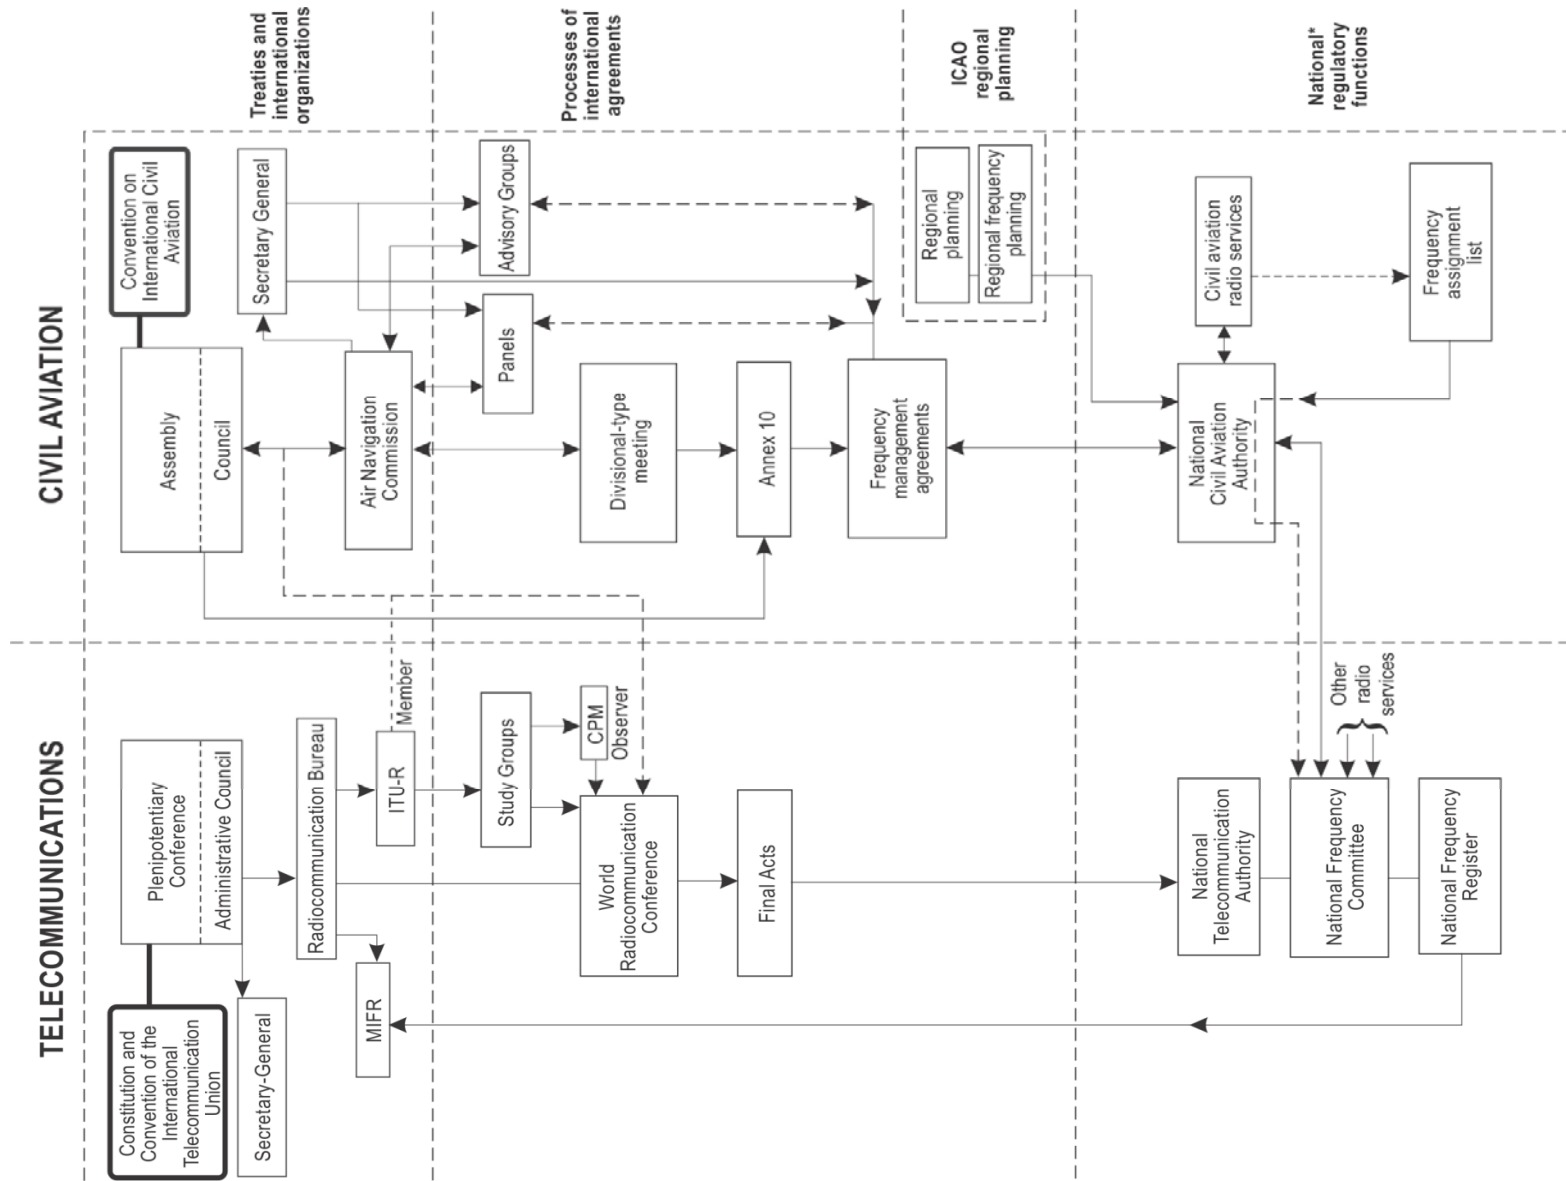 TELECOMMUNICATIONS
CIVIL AVIATION
Constitution and
Convention of the
International
Telecommunication
Union
Plenipotentiary
Conference
Administrative Council
Secretary-General
Radiocommunication Bureau
MIFR
ITU-R
Member
Convention on
International Civil
Aviation
Assembly
Council
Secretary General
Air Navigation
Commission
Treaties and
international
organizations
Study Groups
CPM
Observer
World
Radiocommunication
Conference
Final Acts
Advisory Groups
Panels
Divisional-type
meeting
Annex 10
Frequency
management
agreements
Processes of
international
agreements
Regional
planning
Regional frequency
planning
ICAO
regional
planning
National
Telecommunication
Authority
National Frequency
Committee
National Frequency
Register
Other
radio
services
National
Civil Aviation
Authority
Civil aviation
radio services
Frequency
assignment
list
National*
regulatory
functions